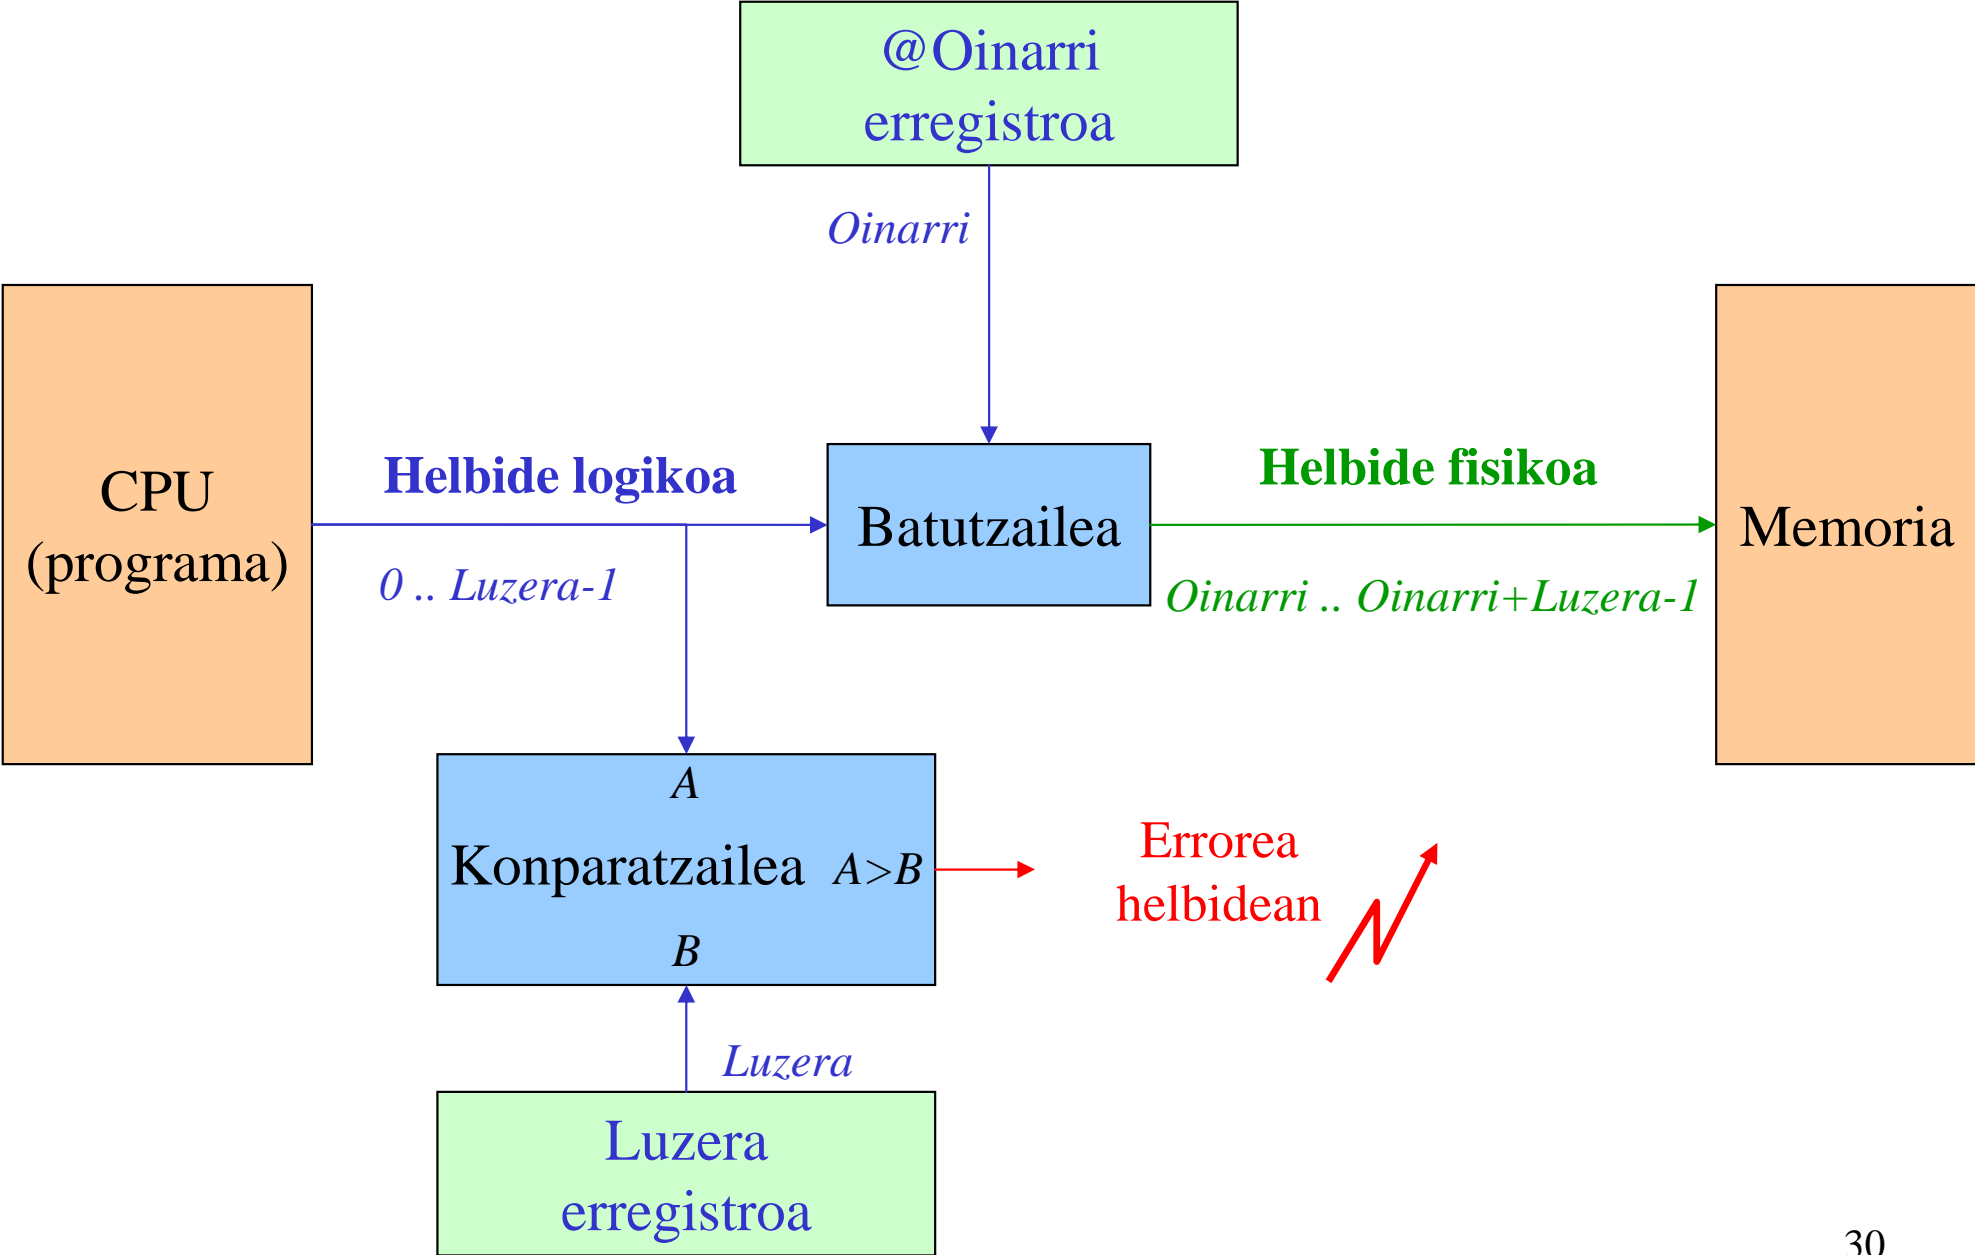 @Oinarri
erregistroa
Oinarri
CPU
(programa)
Helbide logikoa
0 .. Luzera-1
Batutzailea
Helbide fisikoa
Oinarri .. Oinarri+Luzera-1
Memoria
A
Konparatzailea A>B
B
Errorea
helbidean
Luzera
Luzera
erregistroa
30